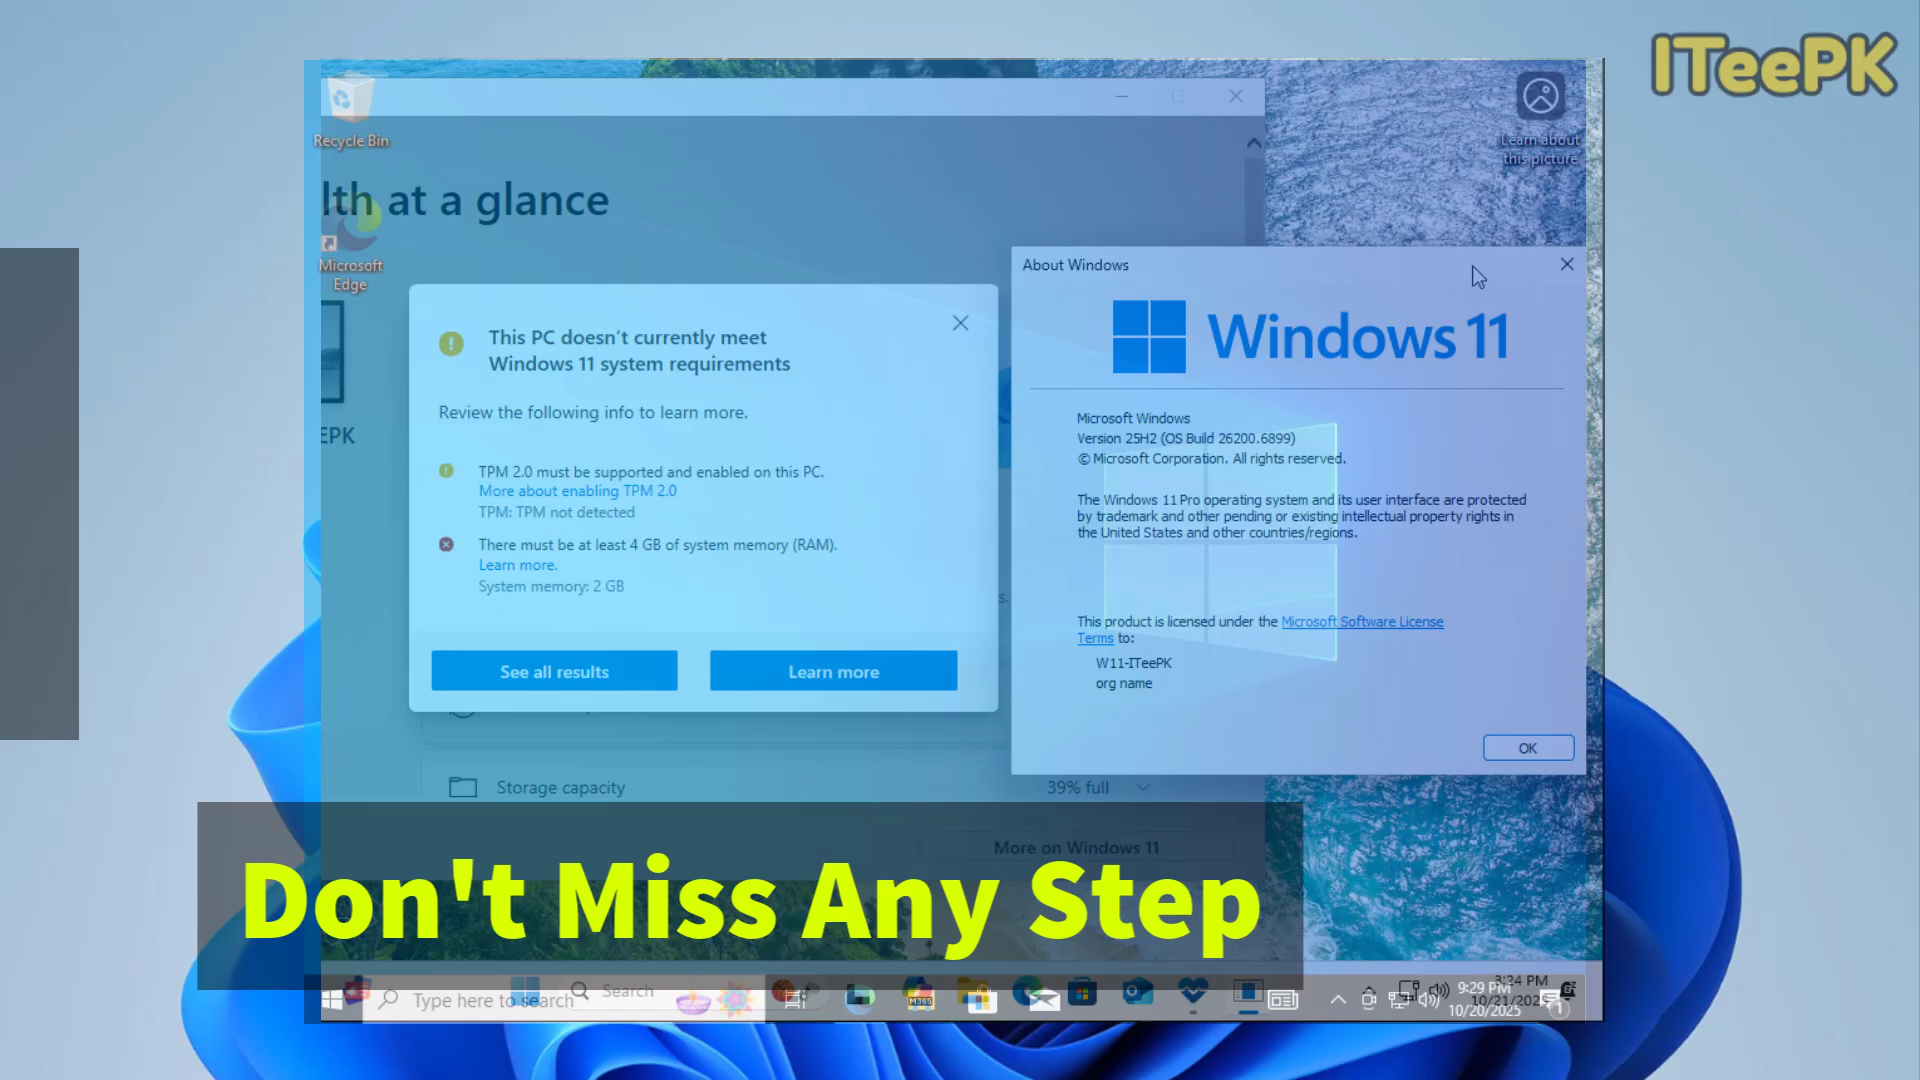 ITeePK
Recycle Bin
Learn about
this picture
lth at a glance
Microsoft
Edge
About Windows
Windows 11
This PC doesn't currently meet
Windows 11 system requirements
Review the following info to learn more.
EPK
TPM 2.0 must be supported and enabled on this PC.
More about enabling TPM 2.0
TPM: TPM not detected
There must be at least 4 GB of system memory (RAM).
Learn more.
System memory: 2 GB
See all results
Learn more
Microsoft Windows
Version 25H2 (OS Build 26200.6899)
© Microsoft Corporation. All rights reserved.
The Windows 11 Pro operating system and its user interface are protected
by trademark and other pending or existing intellectual property rights in
the United States and other countries/regions.
s.
This product is licensed under the Microsoft Software License
Terms to:
W11-ITeePK
org name
OK
Storage capacity
39% full
More on Windows 11
Don't Miss Any Step
Type here to search
Search
M365
3:24 PM
9:29 PM
10/20/2025
1